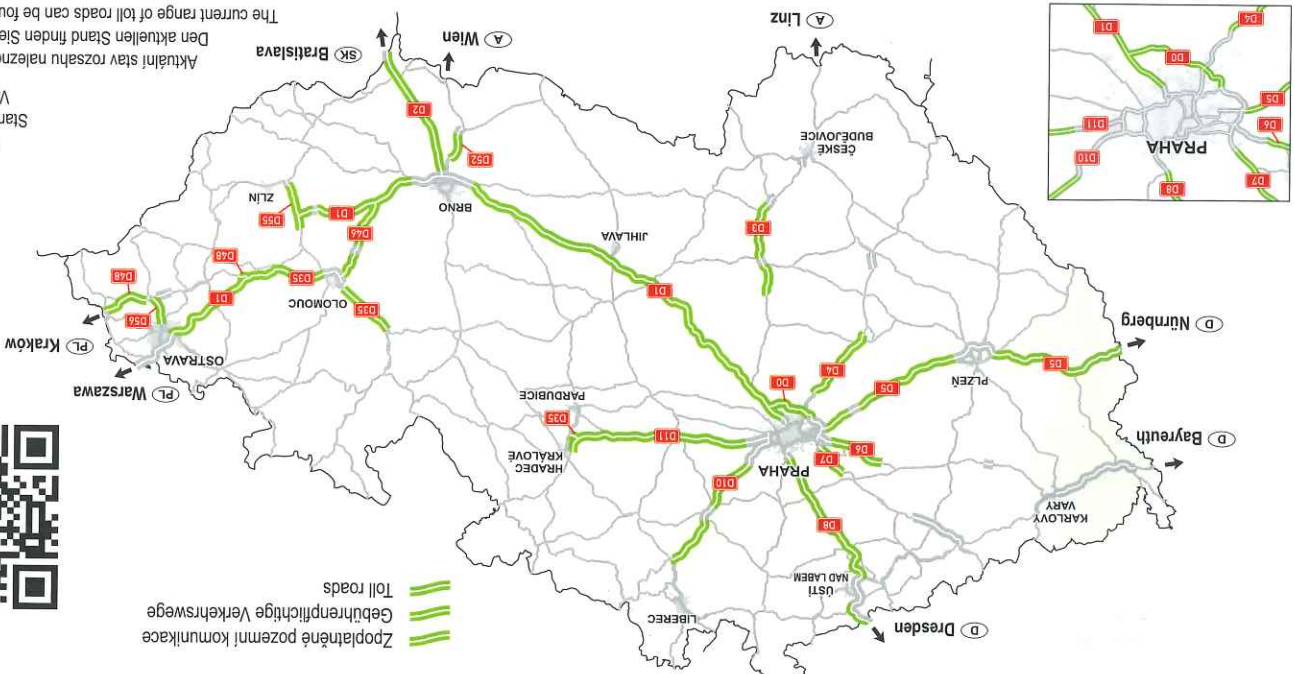 Zpoplatněné pozemní komunikace
Gebührenpflichtige Verkehrswege
Toll roads
D Dresden
LIBEREC
ÚSTÍ
NAD LABEM
D8
KARLOVY
VARY
D Bayreuth
D10
D6
D7
PRAHA
HRADEC
KRÁLOVÉ
D11
D35
PARDUBICE
D0
D5
D4
PLZEŇ
D5
D Nürnberg
PL Warszawa
OSTRAVA
PL Kraków
D56
D48
D1
D48
D35
OLOMOUC
D35
D1
JIHLAVA
D3
D46
D1
D55
ZLÍN
BRNO
D52
D2
ČESKÉ
BUDĚJOVICE
A Linz
A Wien
SK Bratislava
D8
D7
D6
D5
PRAHA
D10
D11
D0
D4
D1
Stan
V
Aktuální stav rozsahu nalezne
Den aktuellen Stand finden Sie
The current range of toll roads can be fou